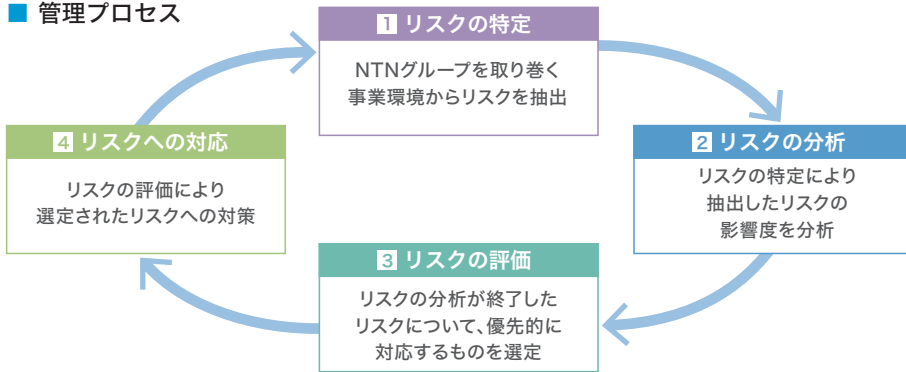 ■ 管理プロセス
1 リスクの特定
NTNグループを取り巻く
事業環境からリスクを抽出
2 リスクの分析
リスクの特定により
抽出したリスクの
影響度を分析
3 リスクの評価
リスクの分析が終了した
リスクについて、優先的に
対応するものを選定
4 リスクへの対応
リスクの評価により
選定されたリスクへの対策